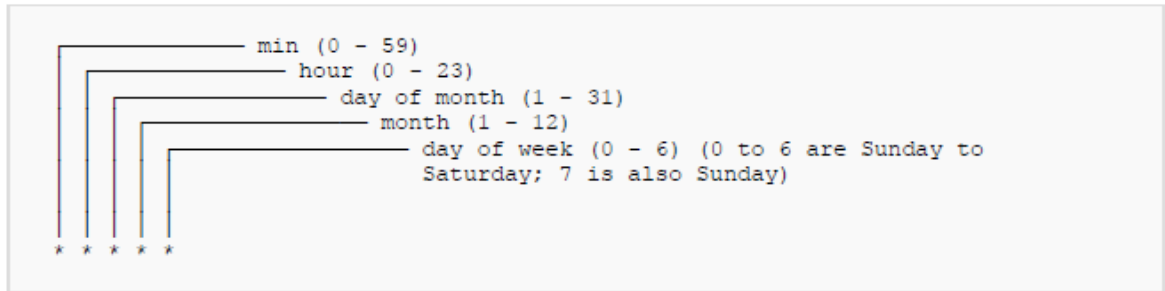 min (0 - 59)
hour (0 - 23)
day of month (1 - 31)
month (1 - 12)
day of week (0 - 6) (0 to 6 are Sunday to
Saturday; 7 is also Sunday)
* * * * *